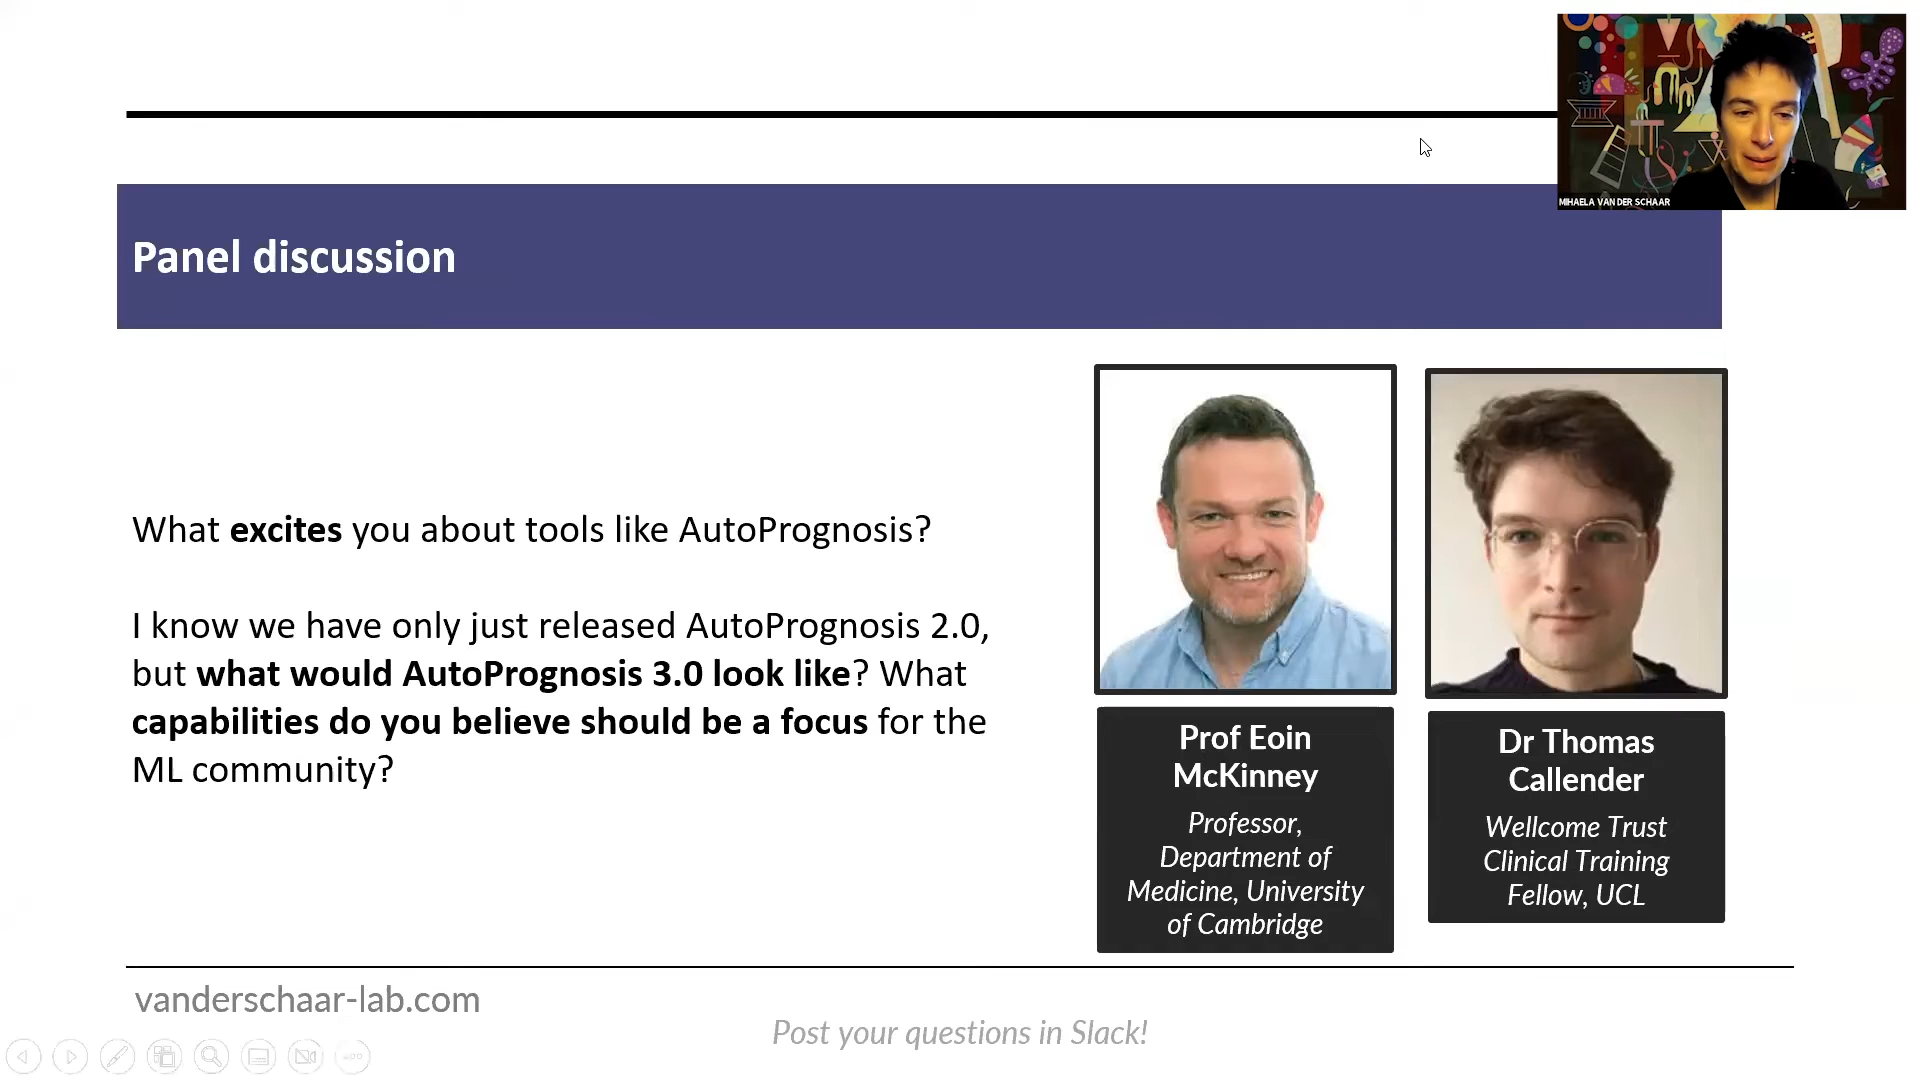 MIHAELA VAN DER SCHAAR
Panel discussion
What excites you about tools like AutoPrognosis?
I know we have only just released AutoPrognosis 2.0,
but what would AutoPrognosis 3.0 look like? What
capabilities do you believe should be a focus for the
ML community?
Prof Eoin
McKinney
Professor,
Department of
Medicine, University
of Cambridge
Dr Thomas
Callender
Wellcome Trust
Clinical Training
Fellow, UCL
vanderschaar-lab.com
Post your questions in Slack!